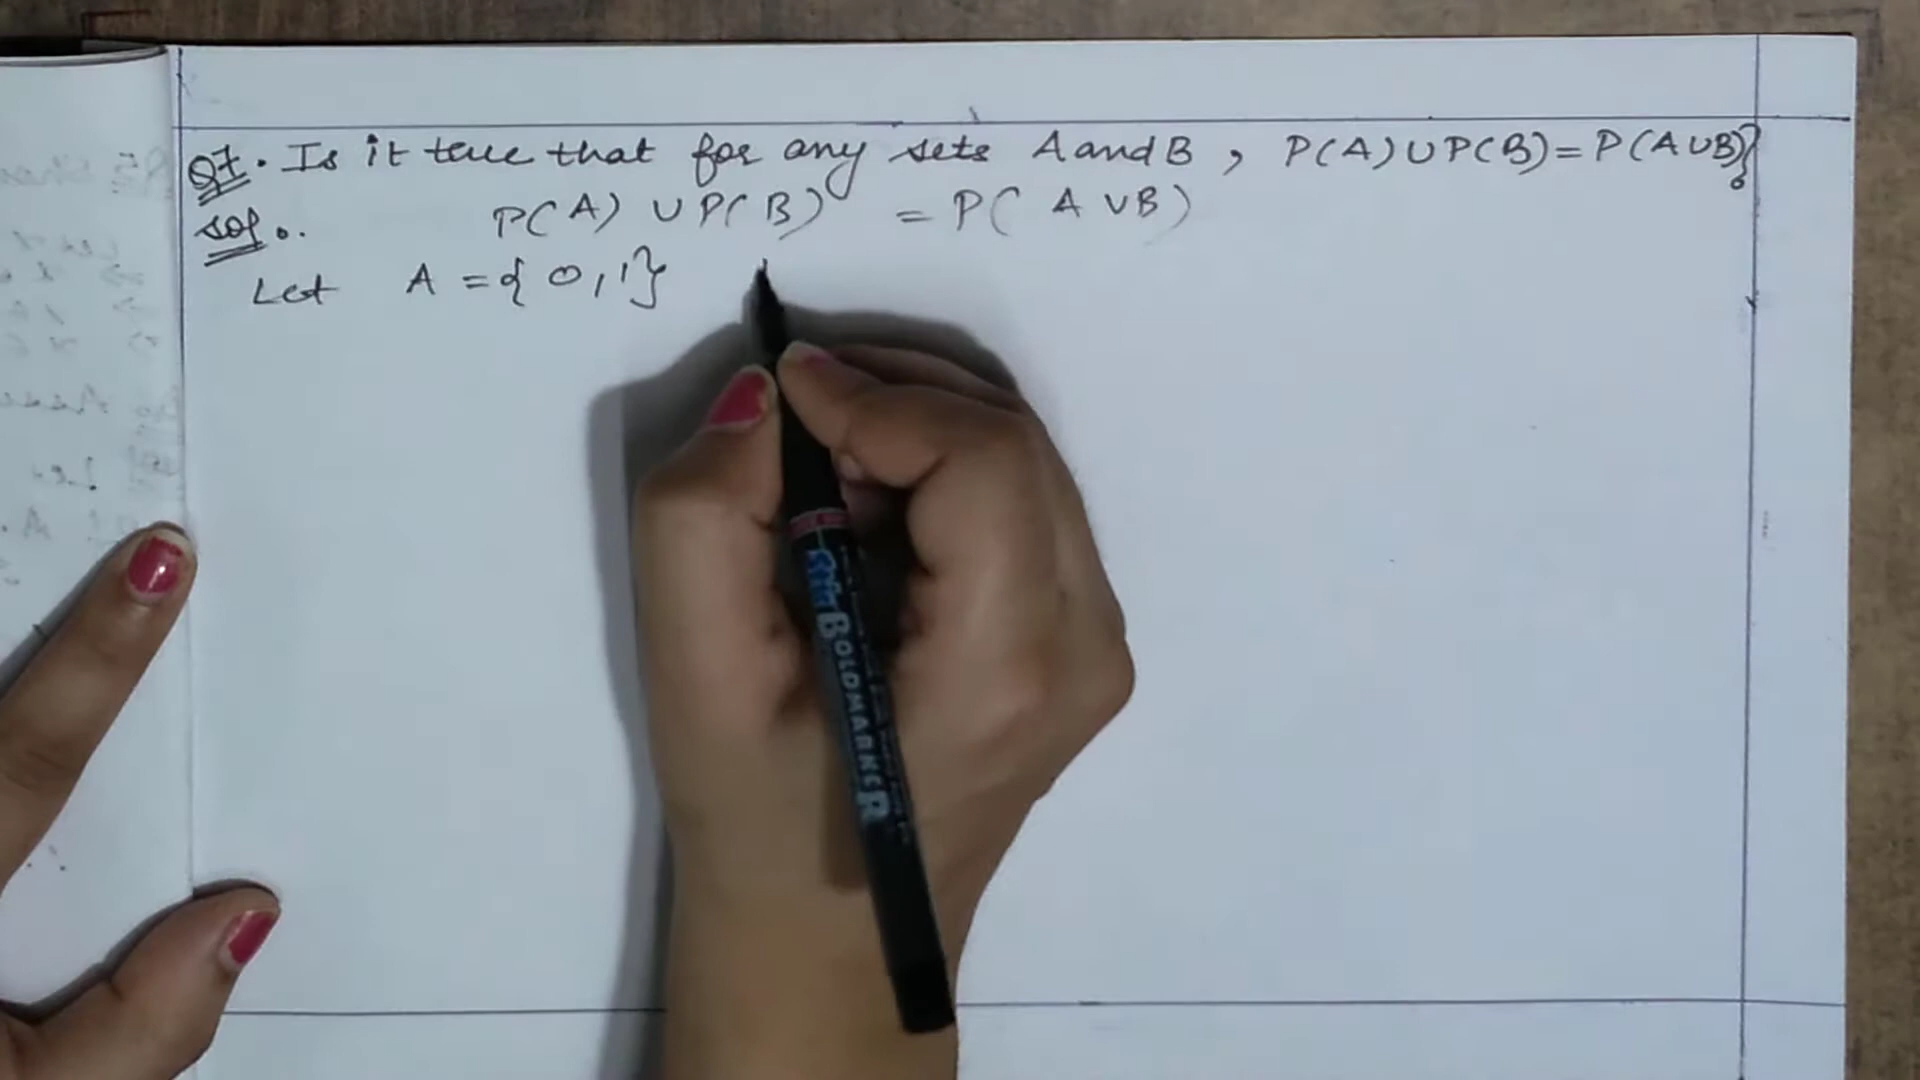 Q7. Is it true that for any sets A and B, P(A) ∪ P(B) = P(A ∪ B)?
Sol. P(A) ∪ P(B) = P(A ∪ B)
Let A = {0, 1}
BOLDMARKER